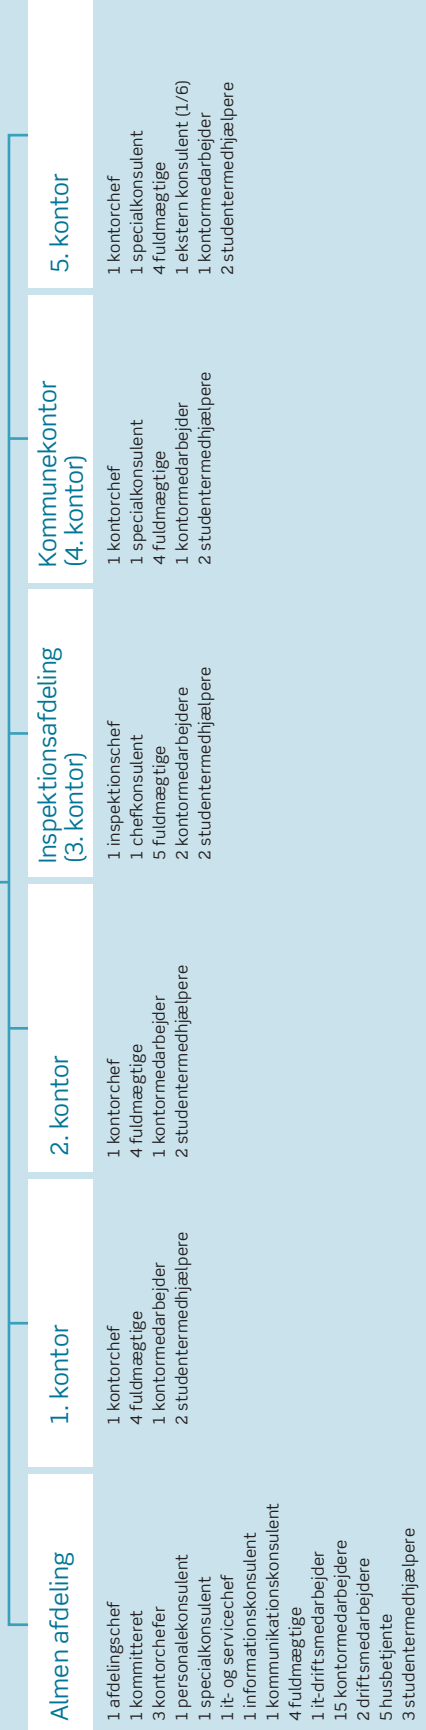 Almen afdeling
1 afdelingschef
1 kommitteret
3 kontorchefer
1 personalekonsulent
1 specialkonsulent
1 it- og servicechef
1 informationskonsulent
1 kommunikationskonsulent
4 fuldmægtige
1 it-driftsmedarbejder
15 kontormedarbejdere
2 driftsmedarbejdere
5 husbetjente
3 studentermedhjælpere
1. kontor
1 kontorchef
4 fuldmægtige
1 kontormedarbejder
2 studentermedhjælpere
2. kontor
1 kontorchef
4 fuldmægtige
1 kontormedarbejder
2 studentermedhjælpere
Inspektionsafdeling
(3. kontor)
1 inspektionschef
1 chefkonsulent
5 fuldmægtige
2 kontormedarbejdere
2 studentermedhjælpere
Kommunekontor
(4. kontor)
1 kontorchef
1 specialkonsulent
4 fuldmægtige
1 kontormedarbejder
2 studentermedhjælpere
5. kontor
1 kontorchef
1 specialkonsulent
4 fuldmægtige
1 ekstern konsulent (1/6)
1 kontormedarbejder
2 studentermedhjælpere